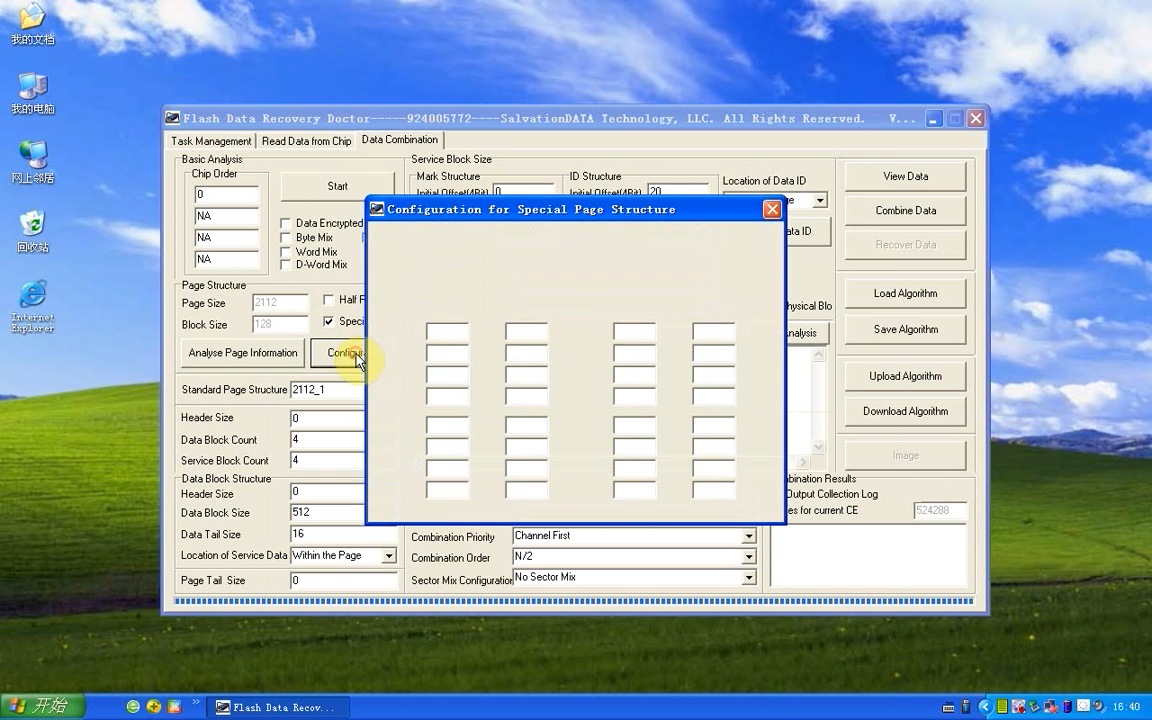 我的文档
我的电脑
网上邻居
回收站
Internet
Explorer
Flash Data Recovery Doctor-----924005772----SalvationDATA Technology, LLC. All Rights Reserved. V...
Task Management
Read Data from Chip
Data Combination
Basic Analysis
Chip Order
0
NA
NA
NA
Start
Data Encrypted
Byte Mix
Word Mix
D-Word Mix
Service Block Size
Mark Structure
Initial Offset(4Bit)
0
ID Structure
Initial Offset(4Bit)
20
Location of Data ID
ge
ata ID
hysical Blo
nalysis
View Data
Combine Data
Recover Data
Load Algorithm
Save Algorithm
Upload Algorithm
Download Algorithm
Image
Configuration for Special Page Structure
Page Structure
Page Size
2112
Half P
Block Size
128
Speci
Analyse Page Information
Configura
Standard Page Structure
2112_1
Header Size
0
Data Block Count
4
Service Block Count
4
Data Block Structure
Header Size
0
Data Block Size
512
Data Tail Size
16
Location of Service Data
Within the Page
Page Tail Size
0
Combination Priority
Channel First
Combination Order
N/2
Sector Mix Configuration
No Sector Mix
bination Results
Output Collection Log
es for current CE
524288
开始
Flash Data Recov...
16:40